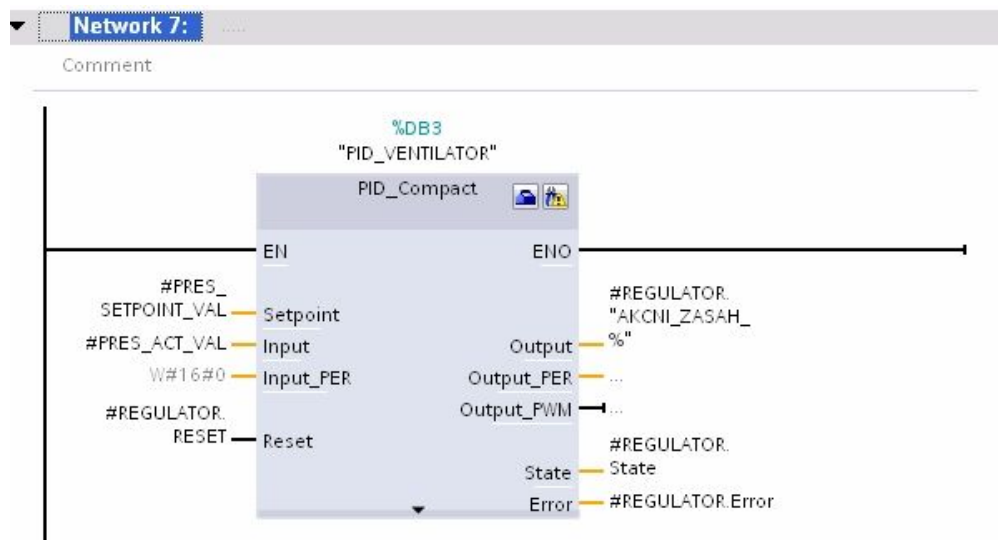 Network 7: .....
Comment
%DB3
"PID_VENTILATOR"
PID_Compact
EN ENO
#PRES_
SETPOINT_VAL Setpoint
#REGULATOR.
"AKCNI_ZASAH_
%"
#PRES_ACT_VAL Input Output
W#16#0 Input_PER Output_PER ...
Output_PWM ...
#REGULATOR.
RESET Reset
#REGULATOR.
State State
Error #REGULATOR.Error